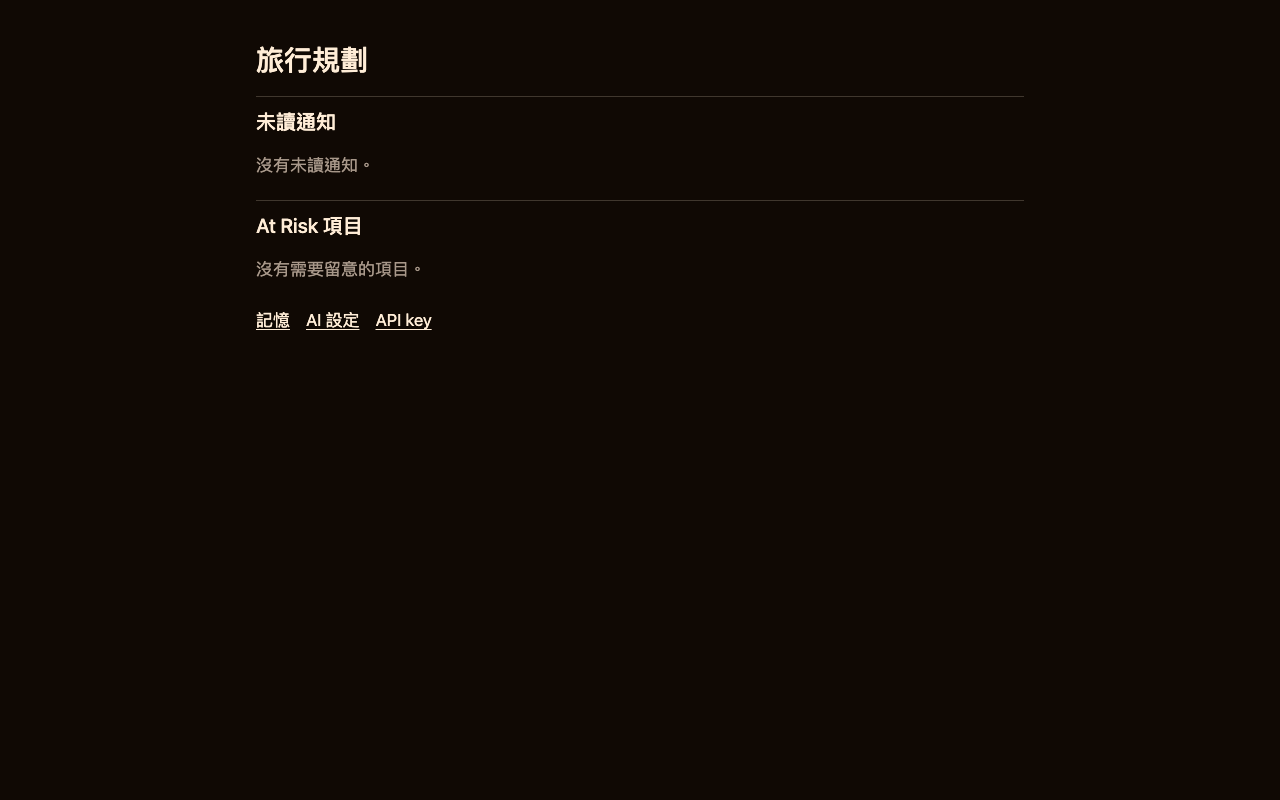 旅行規劃
未讀通知
沒有未讀通知。
At Risk 項目
沒有需要留意的項目。
記憶 AI 設定 API key